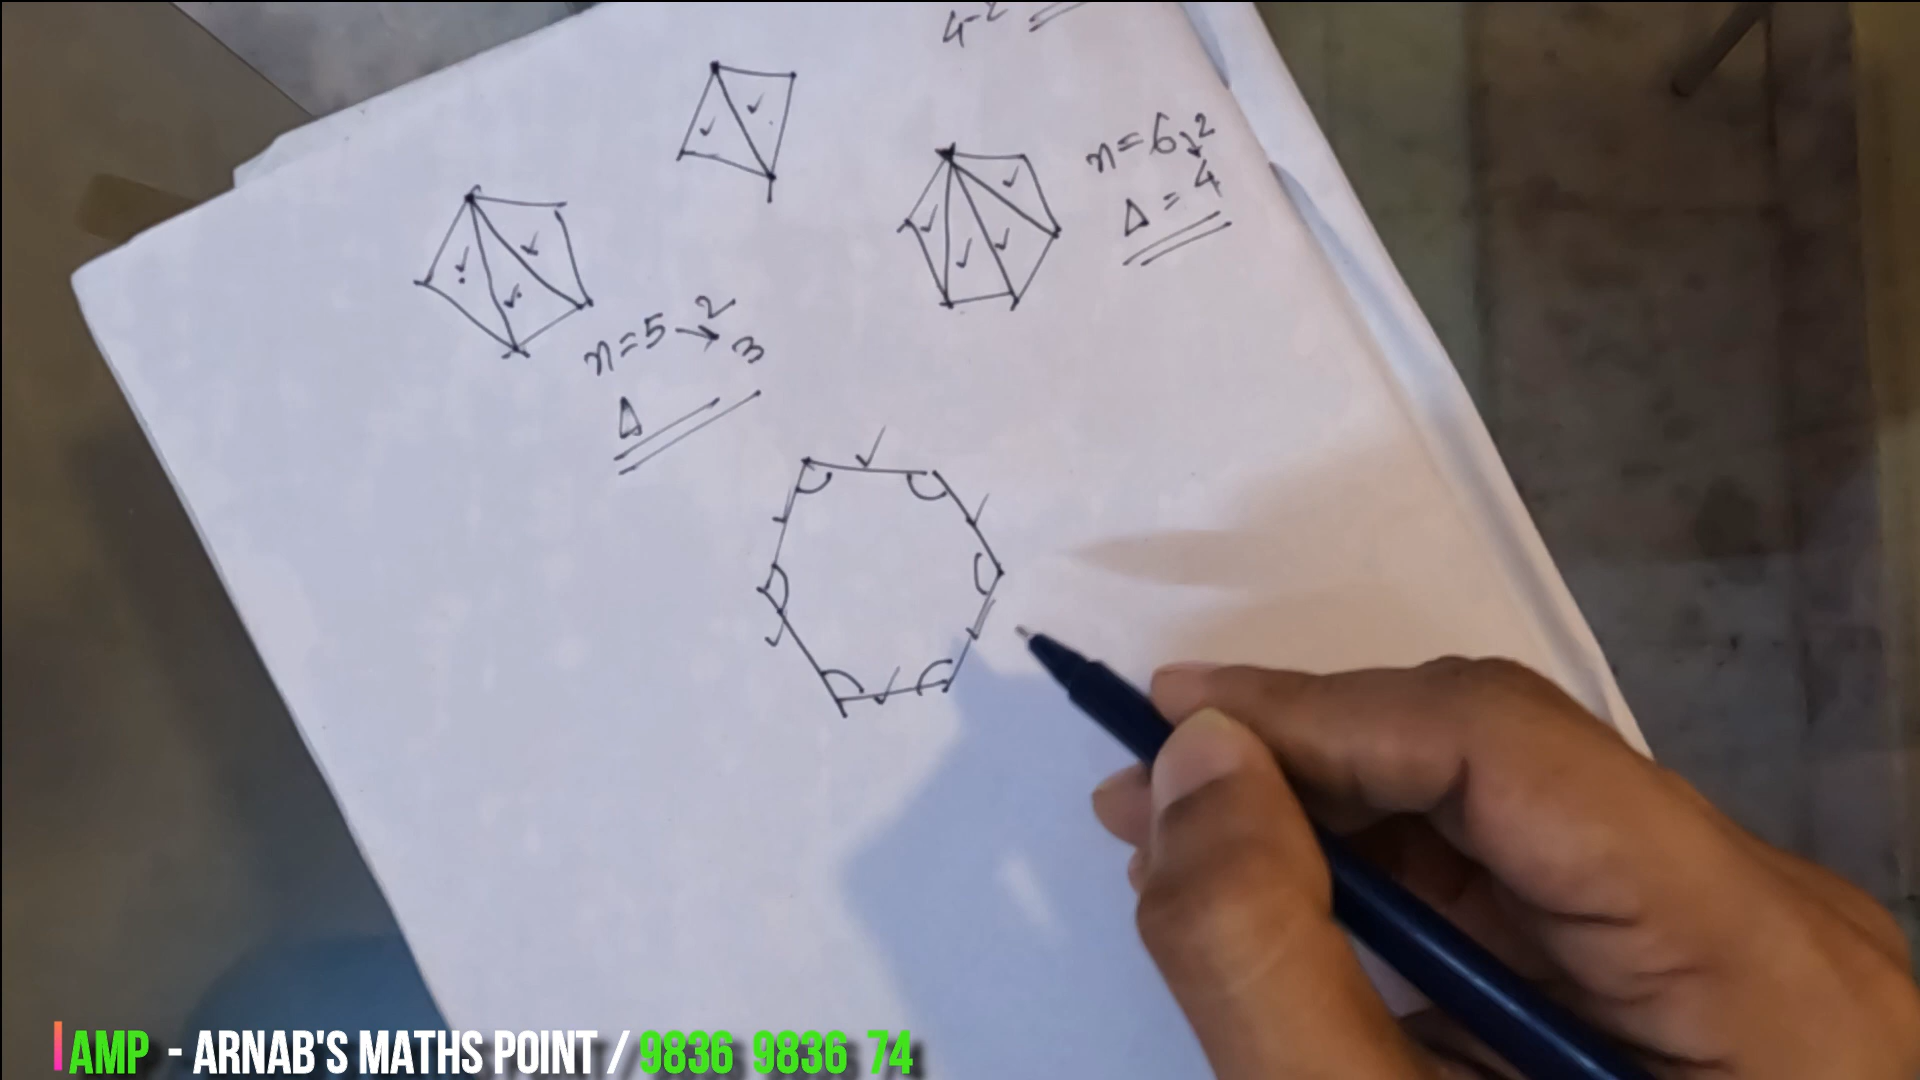 4-2
n=6 2
Δ = 4
n=5 2
3
Δ
AMP - ARNAB'S MATHS POINT / 9836 9836 74